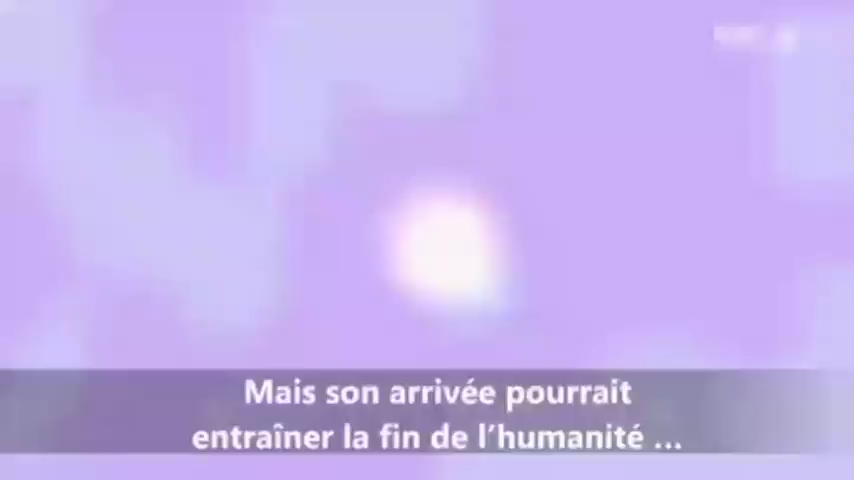 Mais son arrivée pourrait
entraîner la fin de l’humanité ...